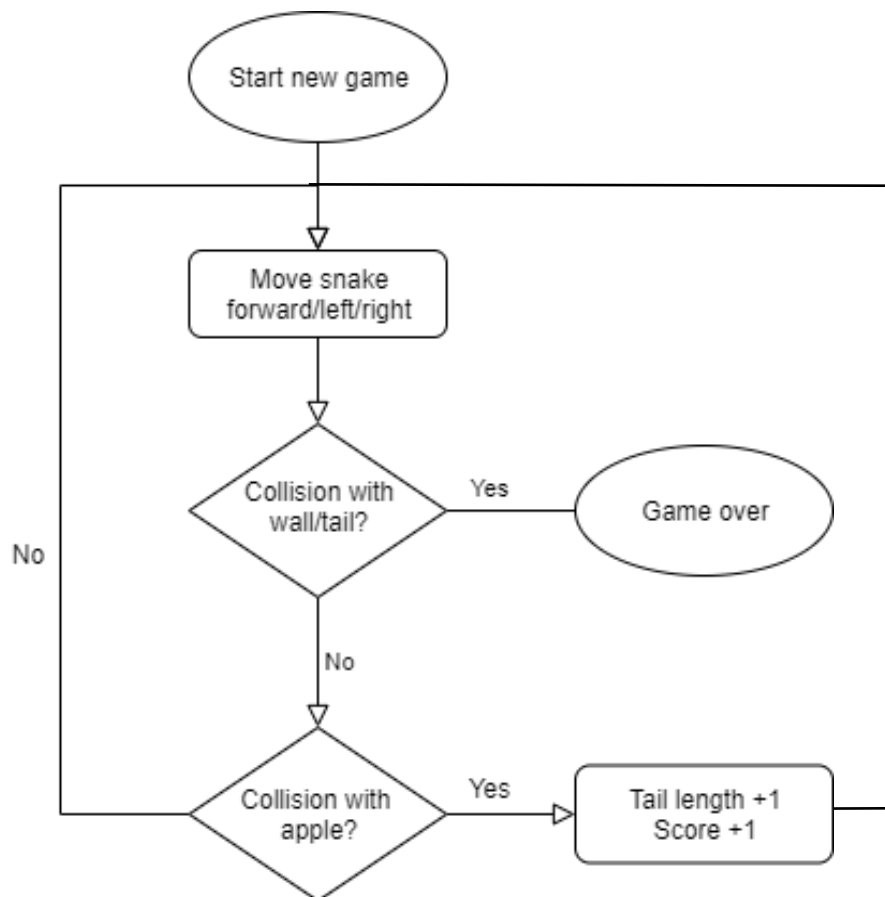 Start new game
Move snake
forward/left/right
Collision with
wall/tail?
Yes
Game over
No
No
Collision with
apple?
Yes
Tail length +1
Score +1